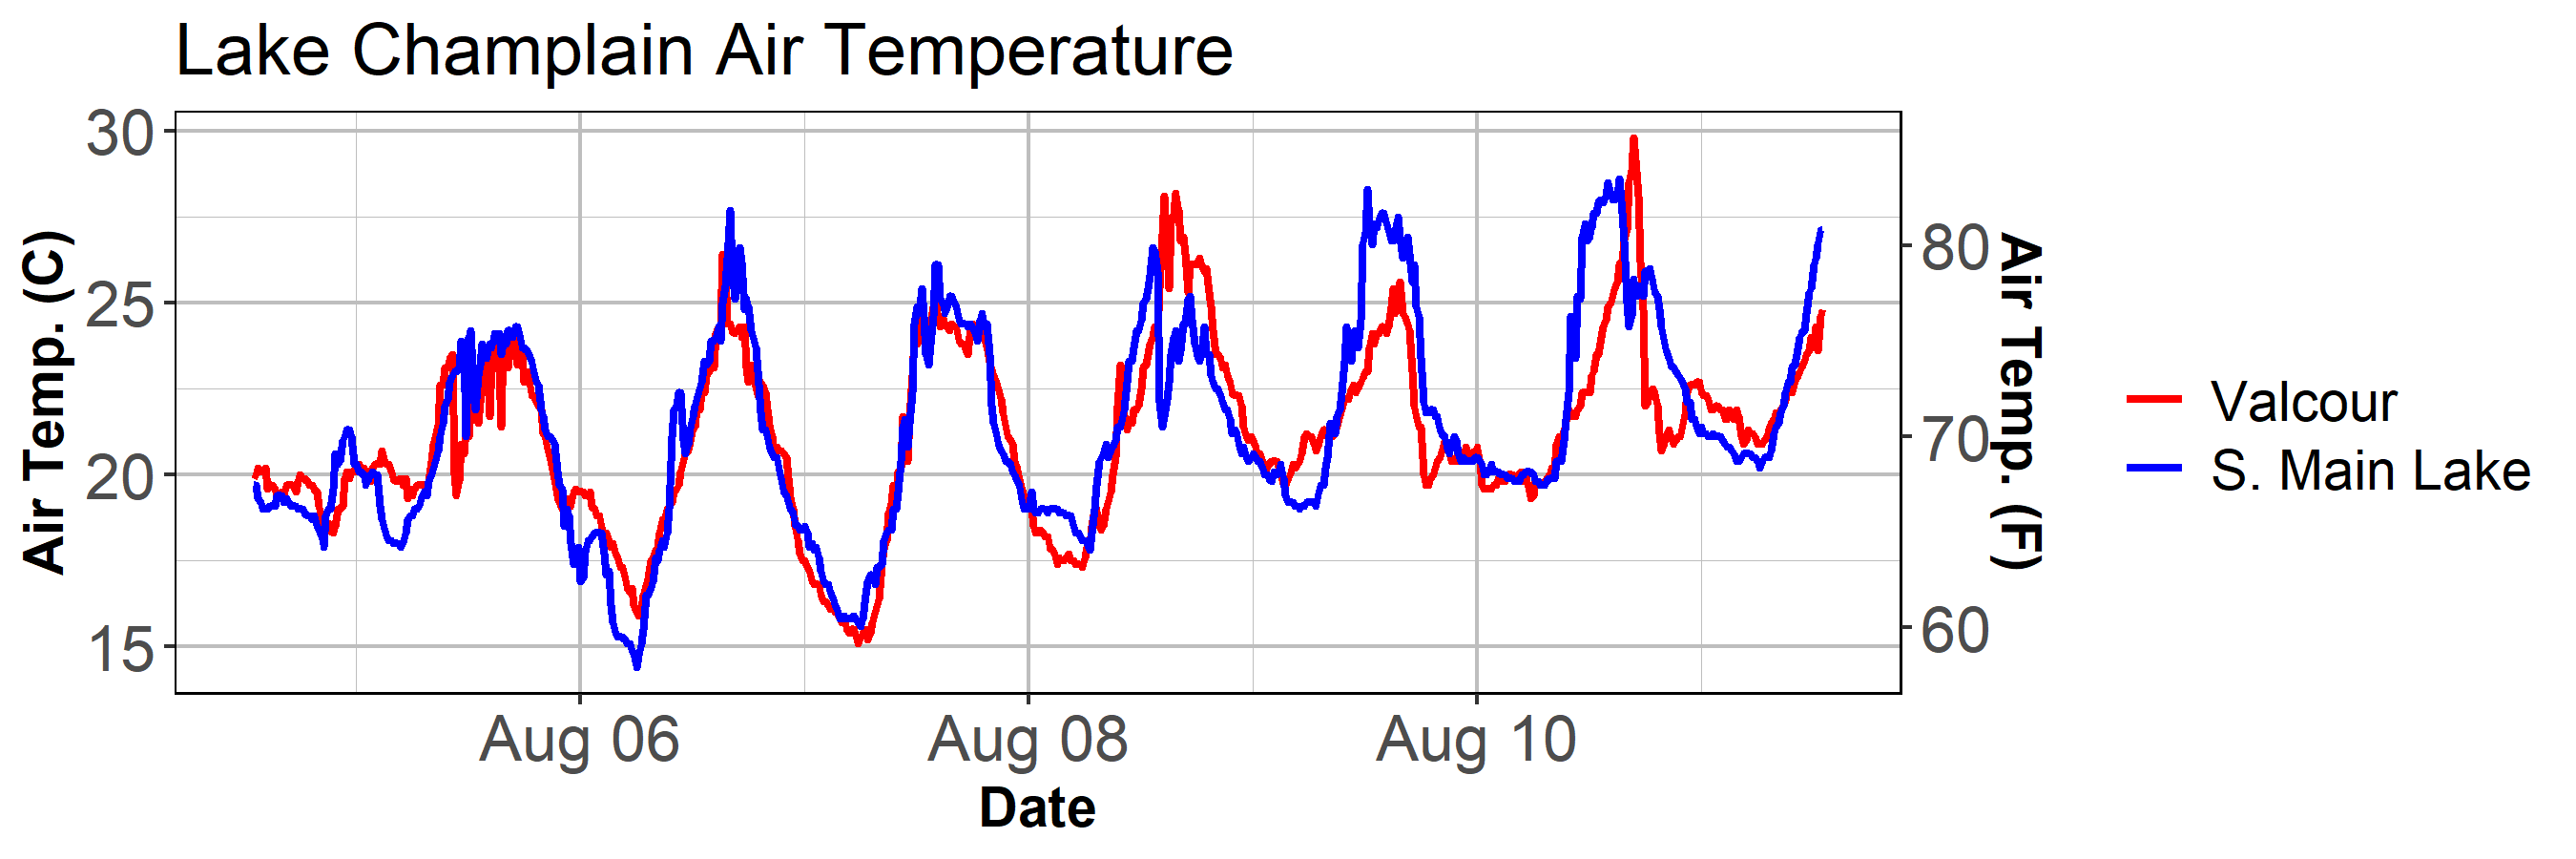 Lake Champlain Air Temperature
Air Temp. (C)
30
25
20
15
80
70
60
Air Temp. (F)
Aug 06
Aug 08
Aug 10
Date
Valcour
S. Main Lake